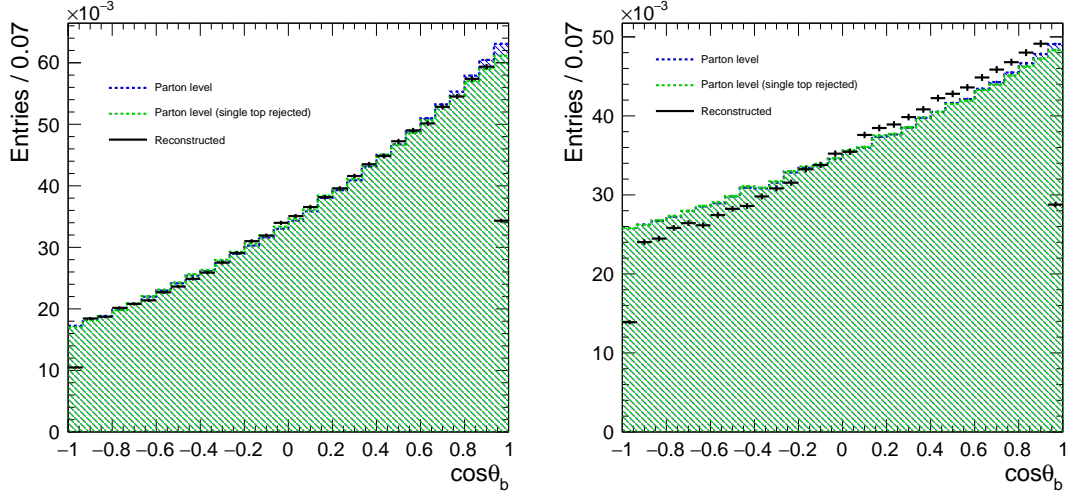 ×10⁻³
Entries / 0.07
60
50
40
30
20
10
0
Parton level
Parton level (single top rejected)
Reconstructed
−1 −0.8 −0.6 −0.4 −0.2 0 0.2 0.4 0.6 0.8 1
cosθ_b
×10⁻³
Entries / 0.07
50
40
30
20
10
0
Parton level
Parton level (single top rejected)
Reconstructed
−1 −0.8 −0.6 −0.4 −0.2 0 0.2 0.4 0.6 0.8 1
cosθ_b